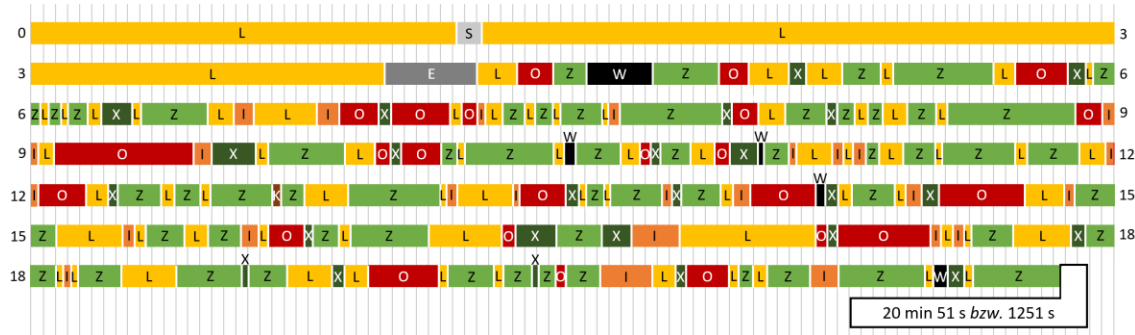 0 L S L 3
3 L E L O Z W Z O L X L Z L Z L O X L Z 6
6 Z L Z L Z L X L Z L I L I O X O L O I L Z L Z L Z L I Z X O L Z X Z L Z L Z L Z O I 9
W W
9 I L O I X L Z L O X O Z L Z L Z L O X Z L O X Z I L I L I Z L Z L Z L Z L I 12
W
12 I O L X Z L Z L Z K Z L Z L I L I O X L Z L Z I X Z L I O X L Z L I X O L I Z 15
15 Z L I L Z L Z I L O X Z L Z L O X Z X I L O X O I L I L Z L X Z 18
X X
18 Z L I L Z L Z Z L X L O L Z L Z Z O Z I L X O L Z L Z I Z L W X L Z
20 min 51 s bzw. 1251 s